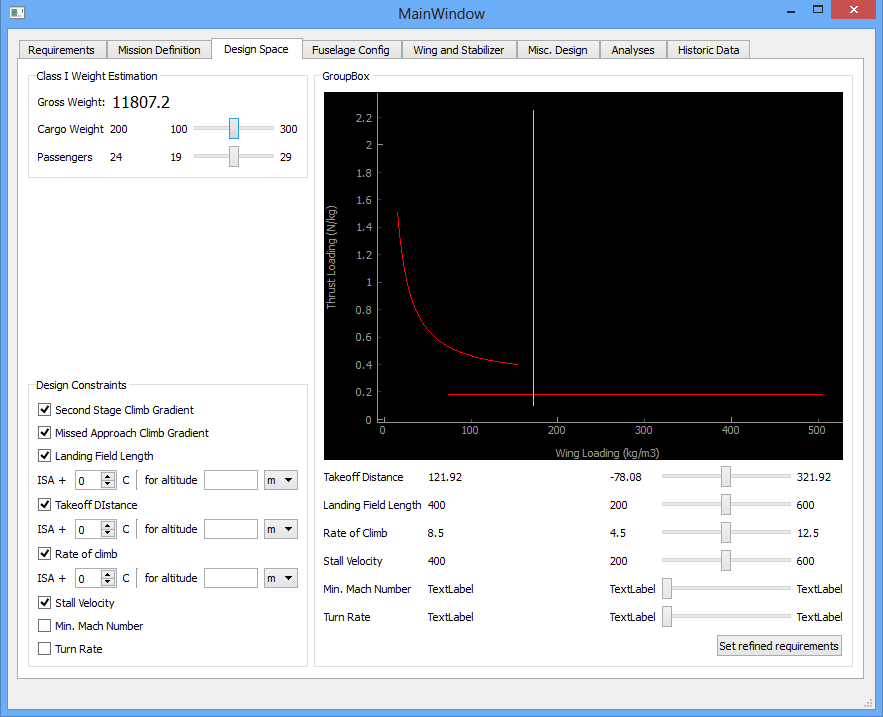 MainWindow
Requirements Mission Definition Design Space Fuselage Config Wing and Stabilizer Misc. Design Analyses Historic Data
Class I Weight Estimation
Gross Weight: 11807.2
Cargo Weight 200 100 300
Passengers 24 19 29
Design Constraints
Second Stage Climb Gradient
Missed Approach Climb Gradient
Landing Field Length
ISA + 0 C for altitude m
Takeoff DIstance
ISA + 0 C for altitude m
Rate of climb
ISA + 0 C for altitude m
Stall Velocity
Min. Mach Number
Turn Rate
GroupBox
Thrust Loading (N/kg)
2.2
2
1.8
1.6
1.4
1.2
1
0.8
0.6
0.4
0.2
0
0 100 200 300 400 500
Wing Loading (kg/m3)
Takeoff Distance 121.92 -78.08 321.92
Landing Field Length 400 200 600
Rate of Climb 8.5 4.5 12.5
Stall Velocity 400 200 600
Min. Mach Number TextLabel TextLabel TextLabel
Turn Rate TextLabel TextLabel TextLabel
Set refined requirements